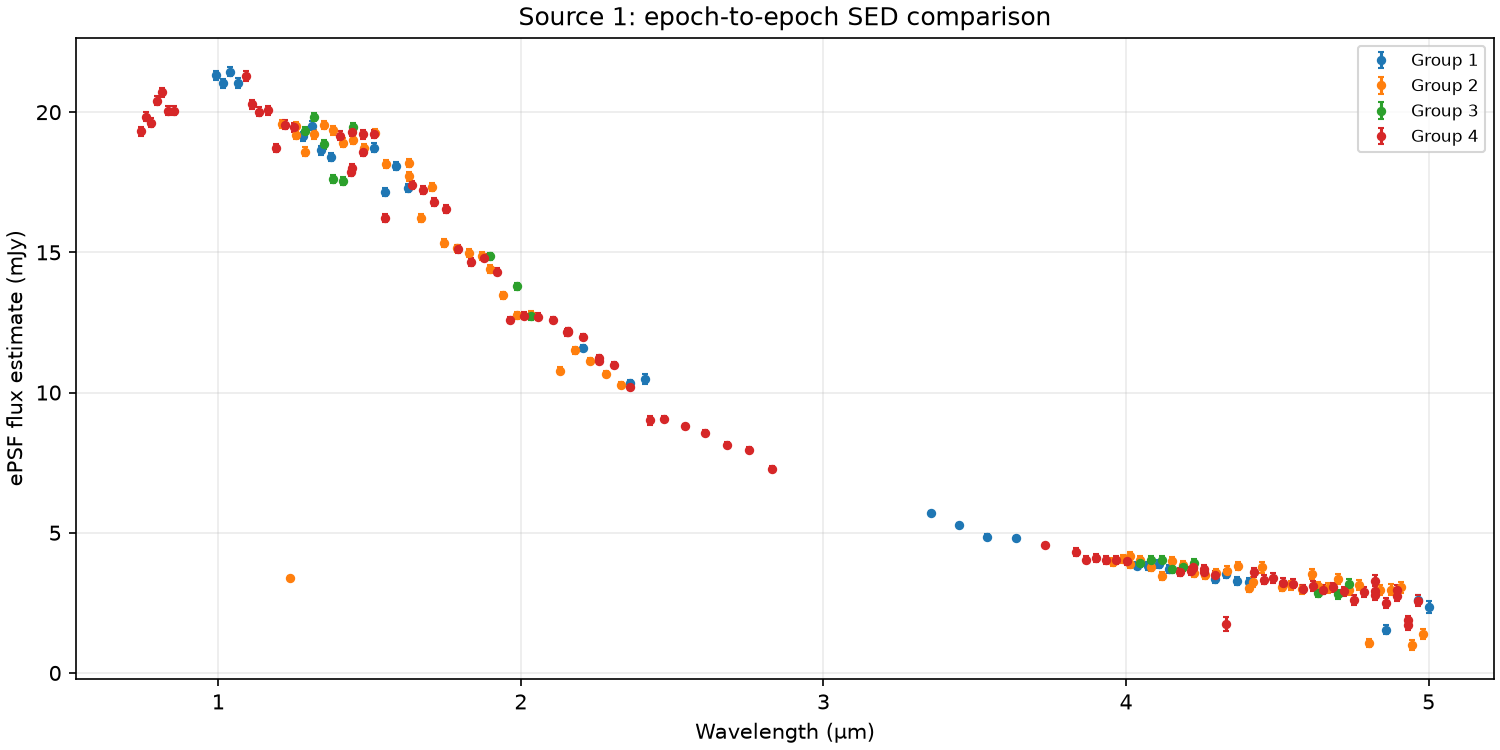 Source 1: epoch-to-epoch SED comparison
Group 1
Group 2
Group 3
Group 4
ePSF flux estimate (mJy)
20
15
10
5
0
1 2 3 4 5
Wavelength (μm)